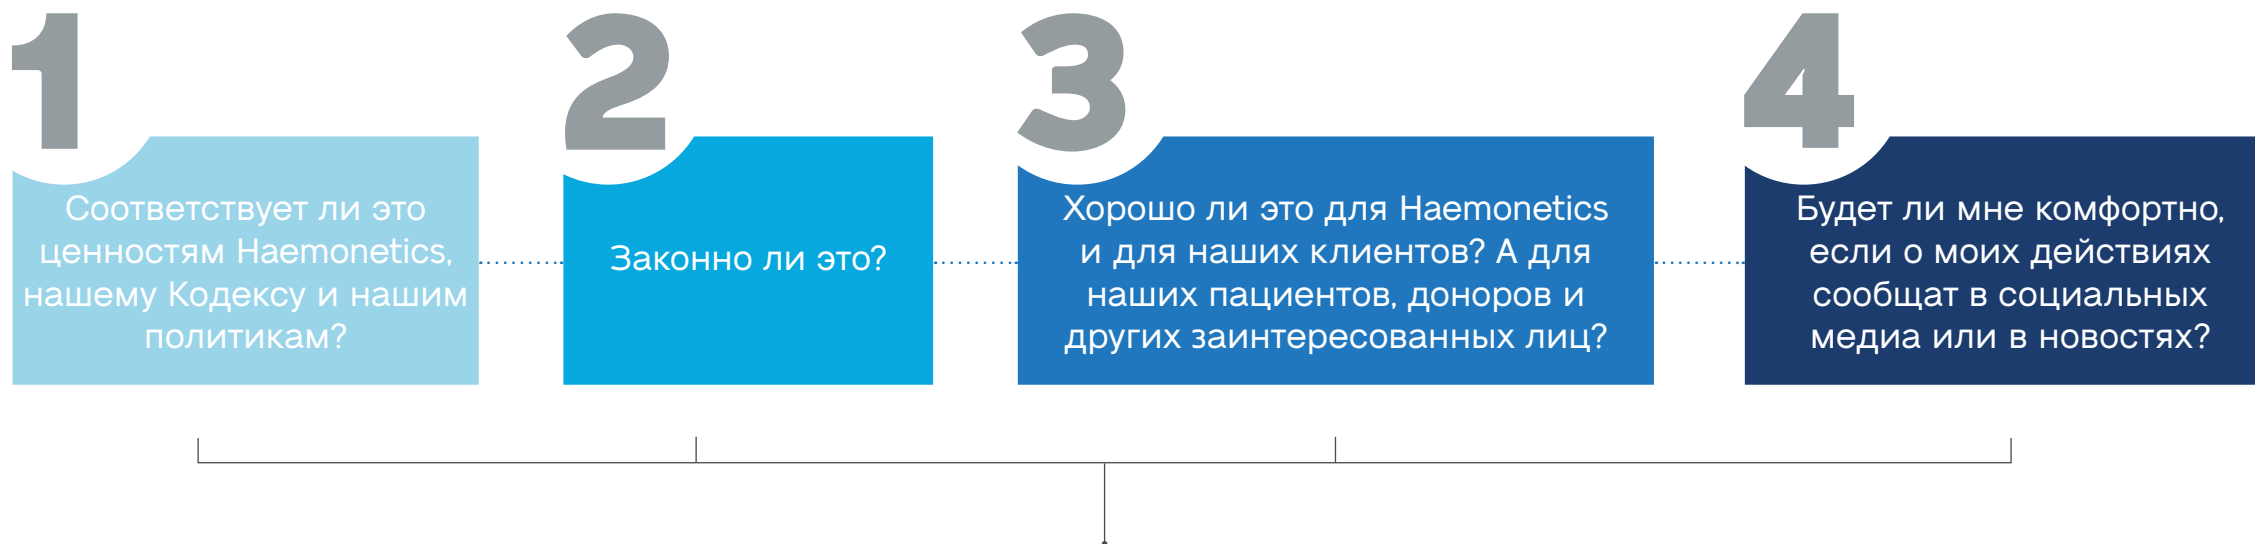 1
Соответствует ли это
ценностям Haemonetics,
нашему Кодексу и нашим
политикам?
2
Законно ли это?
3
Хорошо ли это для Haemonetics
и для наших клиентов? А для
наших пациентов, доноров и
других заинтересованных лиц?
4
Будет ли мне комфортно,
если о моих действиях
сообщат в социальных
медиа или в новостях?